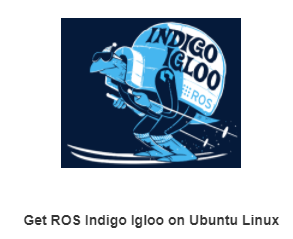 INDIGO
IGLOO
ROS
Get ROS Indigo Igloo on Ubuntu Linux